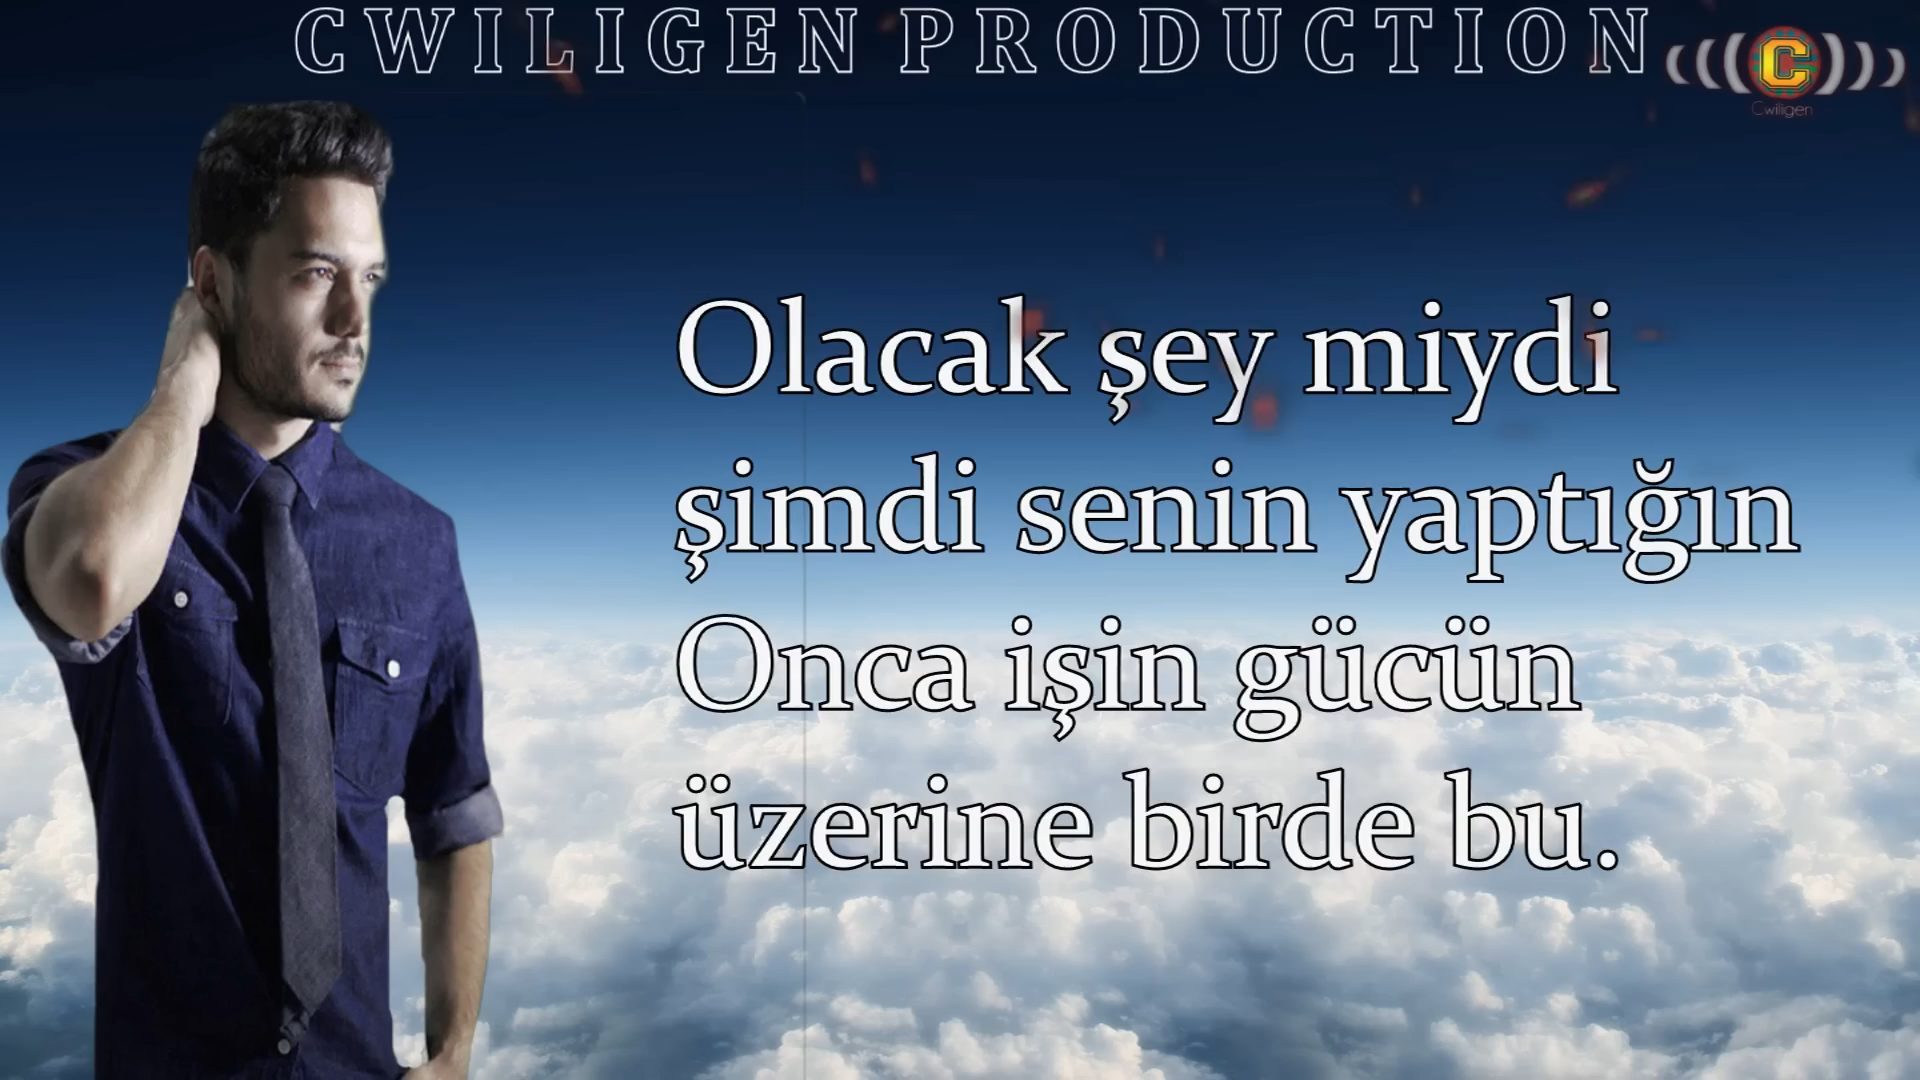 CWILIGEN PRODUCTION
Cwiligen
Olacak şey miydi
şimdi senin yaptığın
Onca işin gücün
üzerine birde bu.